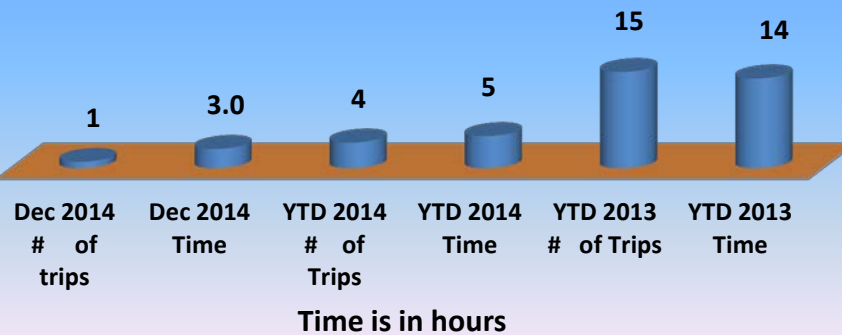 15
14
1
3.0
4
5
Dec 2014 Dec 2014 YTD 2014 YTD 2014 YTD 2013 YTD 2013
# of Time # of Time # of Trips Time
trips Trips
Time is in hours